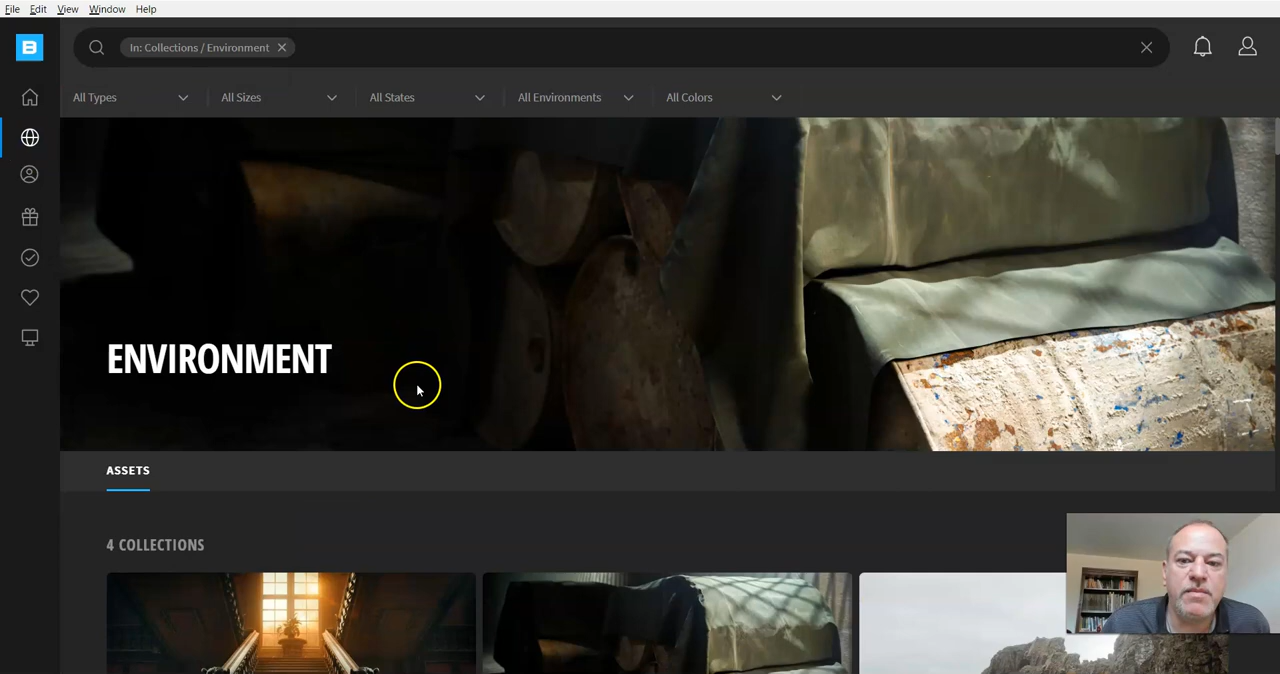 File Edit View Window Help
B
In: Collections / Environment
All Types All Sizes All States All Environments All Colors
ENVIRONMENT
ASSETS
4 COLLECTIONS